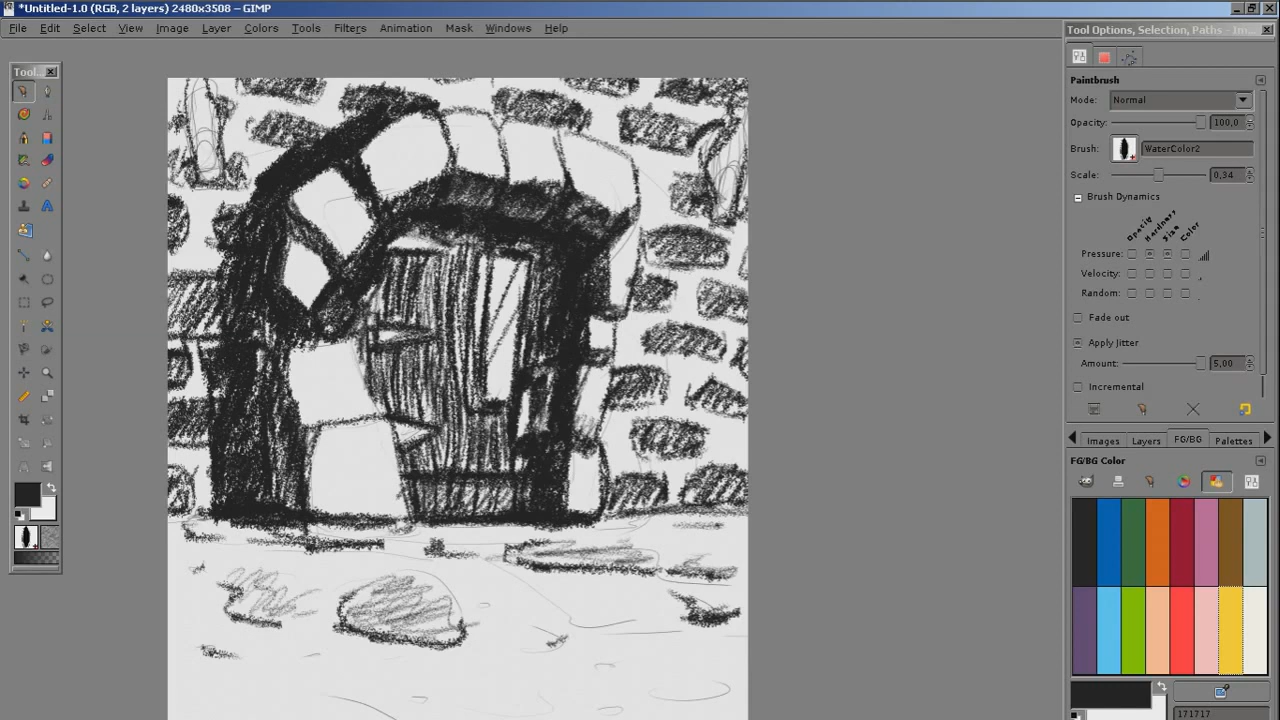 *Untitled-1.0 (RGB, 2 layers) 2480x3508 – GIMP
File Edit Select View Image Layer Colors Tools Filters Animation Mask Windows Help
Tool...
Tool Options, Selection, Paths - Im...
Paintbrush
Mode: Normal
Opacity: 100,0
Brush: WaterColor2
Scale: 0,34
Brush Dynamics
Opacity Hardness Size Color
Pressure:
Velocity:
Random:
Fade out
Apply Jitter
Amount: 5,00
Incremental
Images Layers FG/BG Palettes
FG/BG Color
171717